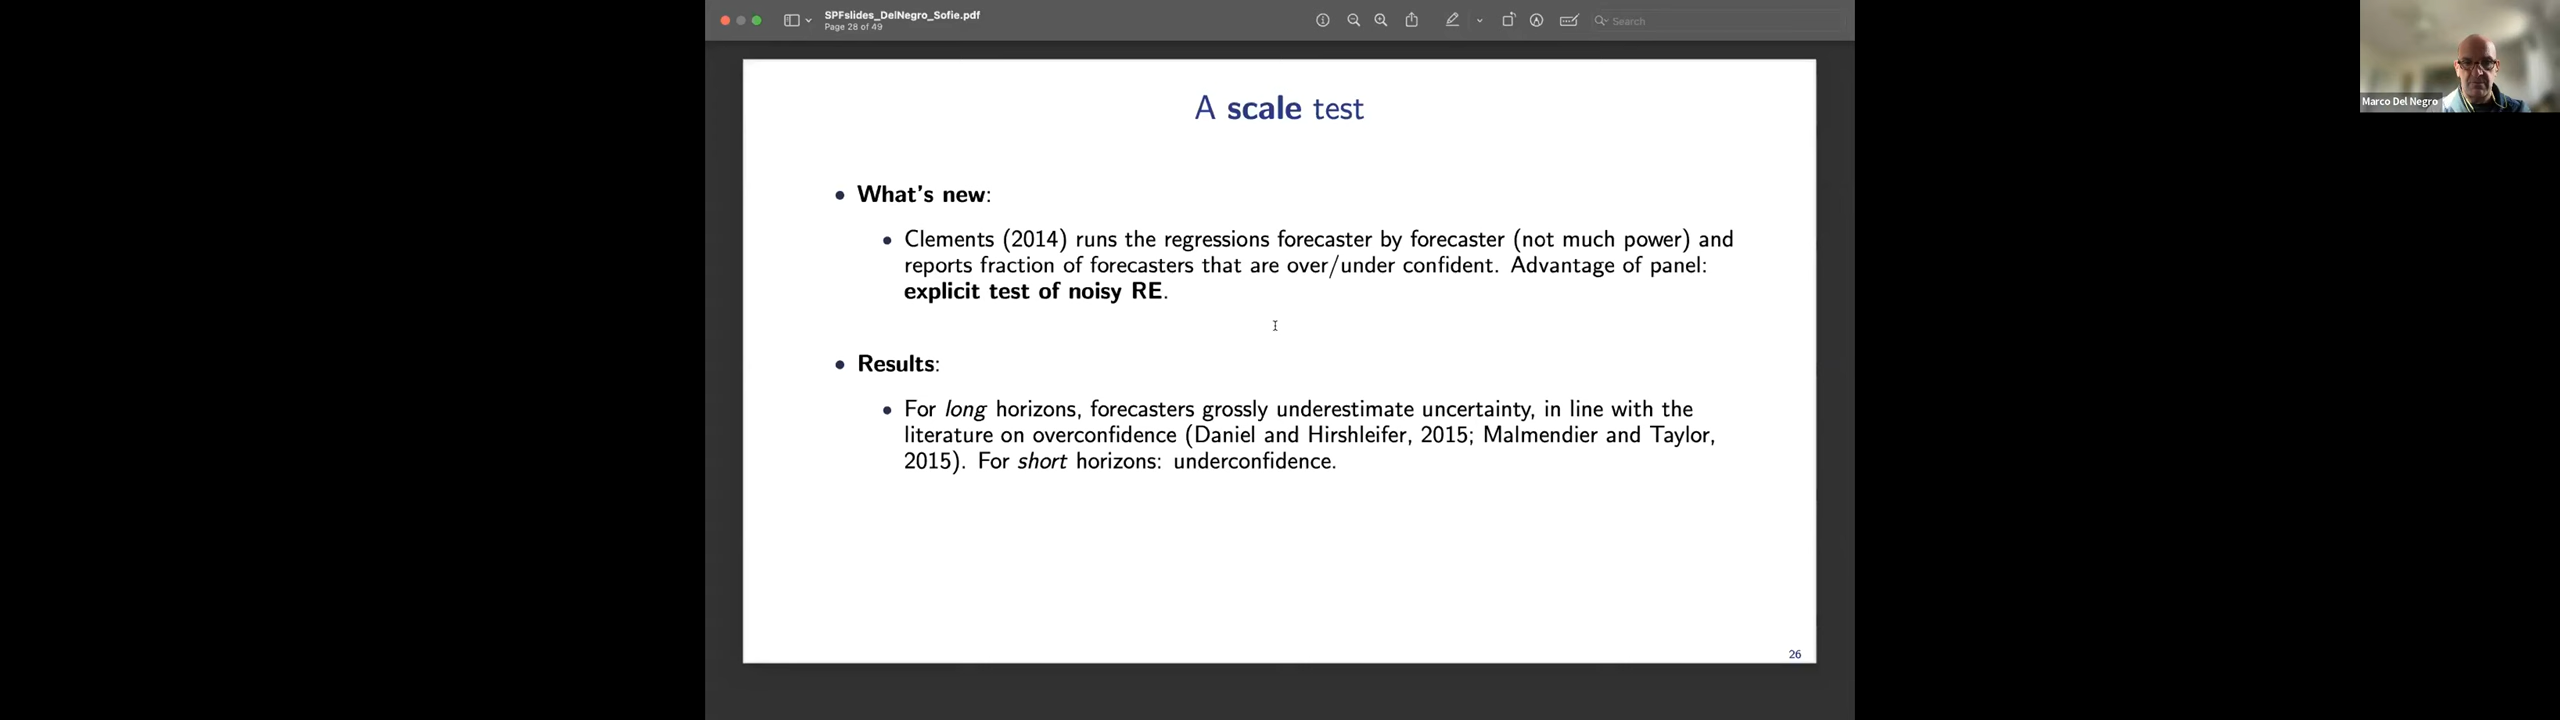 SPFslides_DelNegro_Sofie.pdf
Page 28 of 49
Search
Marco Del Negro
A scale test
• What's new:
• Clements (2014) runs the regressions forecaster by forecaster (not much power) and
reports fraction of forecasters that are over/under confident. Advantage of panel:
explicit test of noisy RE.
• Results:
• For long horizons, forecasters grossly underestimate uncertainty, in line with the
literature on overconfidence (Daniel and Hirshleifer, 2015; Malmendier and Taylor,
2015). For short horizons: underconfidence.
26